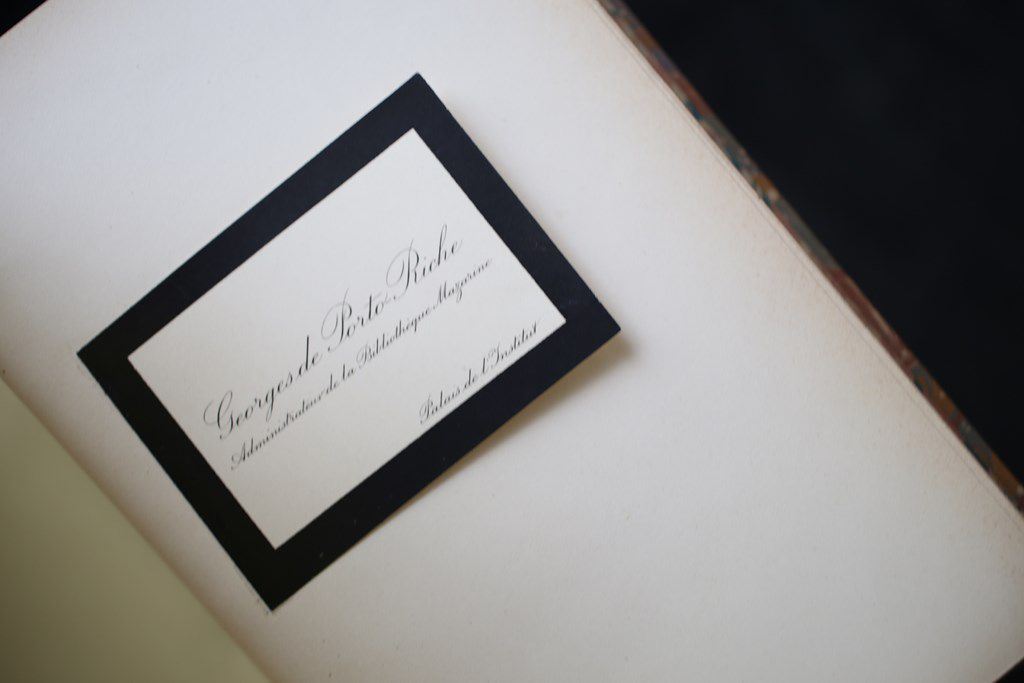 Georges de Porto-Riche
Administrateur de la Bibliothèque Mazarine
Palais de l'Institut